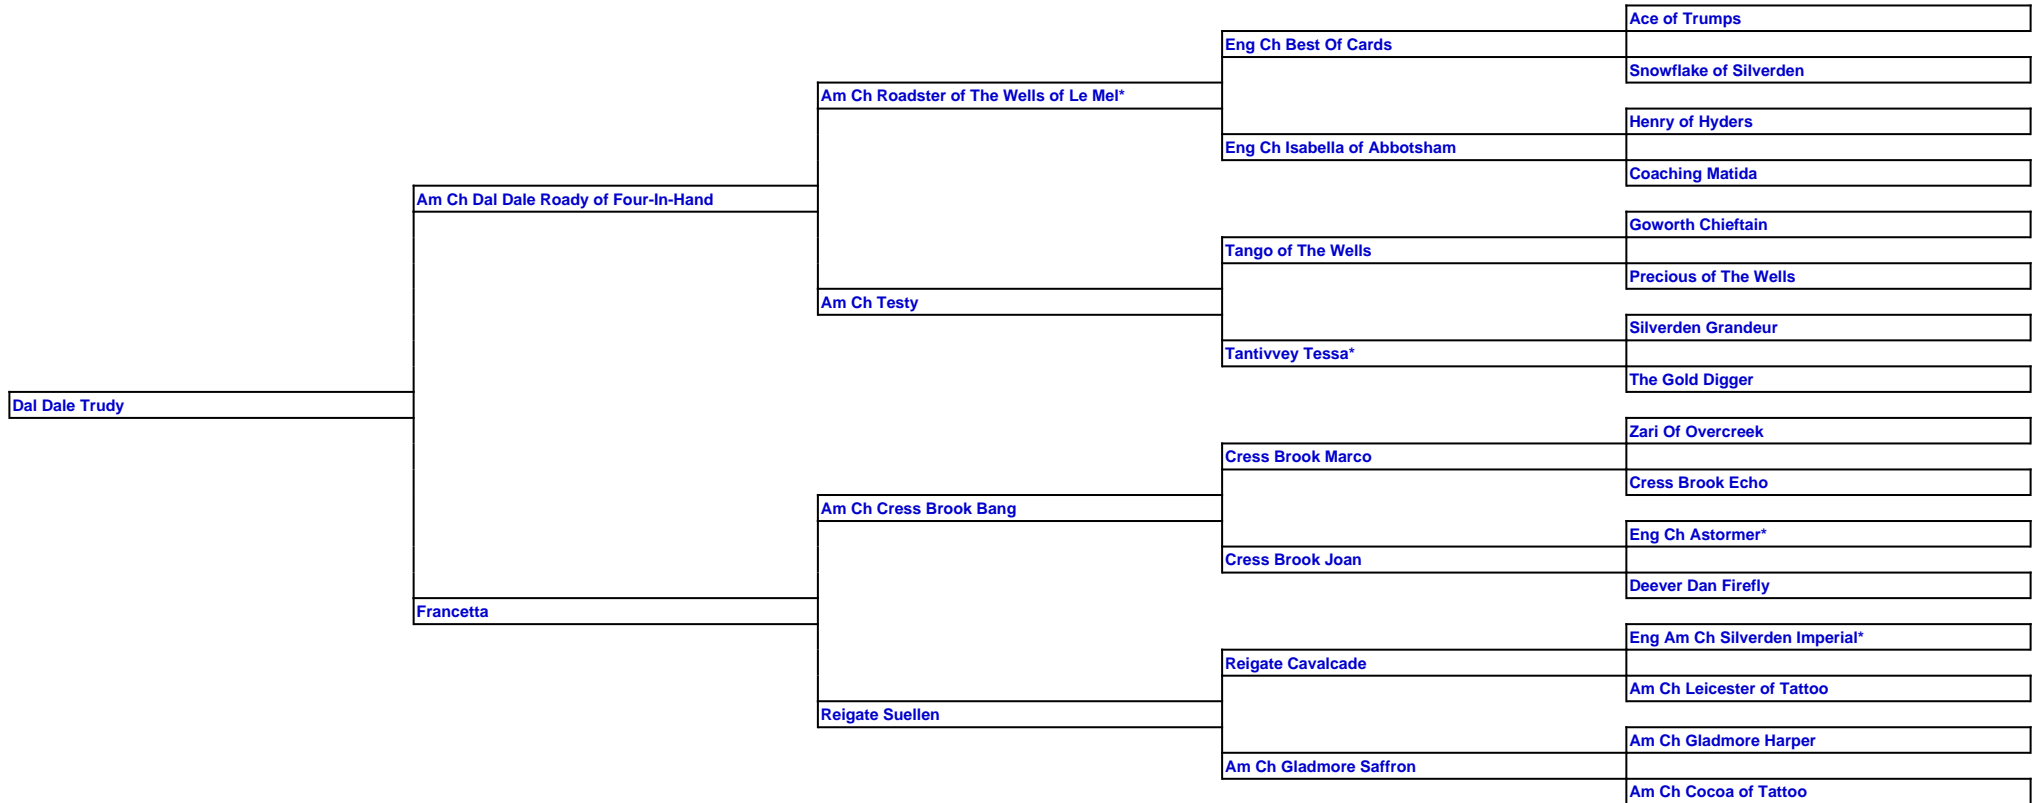 Ace of Trumps
Eng Ch Best Of Cards
Snowflake of Silverden
Am Ch Roadster of The Wells of Le Mel*
Henry of Hyders
Eng Ch Isabella of Abbotsham
Coaching Matida
Am Ch Dal Dale Roady of Four-In-Hand
Goworth Chieftain
Tango of The Wells
Precious of The Wells
Am Ch Testy
Silverden Grandeur
Tantivvey Tessa*
The Gold Digger
Dal Dale Trudy
Zari Of Overcreek
Cress Brook Marco
Cress Brook Echo
Am Ch Cress Brook Bang
Eng Ch Astormer*
Cress Brook Joan
Deever Dan Firefly
Francetta
Eng Am Ch Silverden Imperial*
Reigate Cavalcade
Am Ch Leicester of Tattoo
Reigate Suellen
Am Ch Gladmore Harper
Am Ch Gladmore Saffron
Am Ch Cocoa of Tattoo